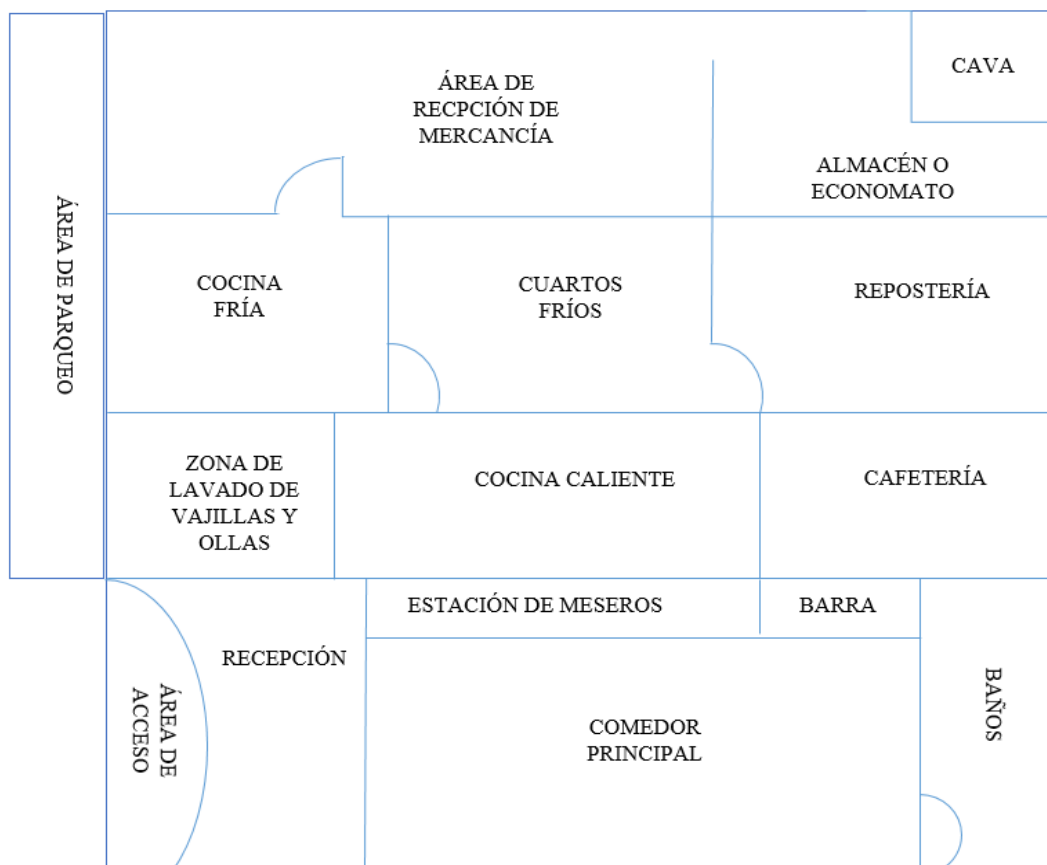 CAVA
ÁREA DE
RECPCIÓN DE
MERCANCÍA
ALMACÉN O
ECONOMATO
ÁREA DE PARQUEO
COCINA
FRÍA
CUARTOS
FRÍOS
REPOSTERÍA
ZONA DE
LAVADO DE
VAJILLAS Y
OLLAS
COCINA CALIENTE
CAFETERÍA
ESTACIÓN DE MESEROS
BARRA
RECEPCIÓN
ÁREA DE
ACCESO
COMEDOR
PRINCIPAL
BAÑOS